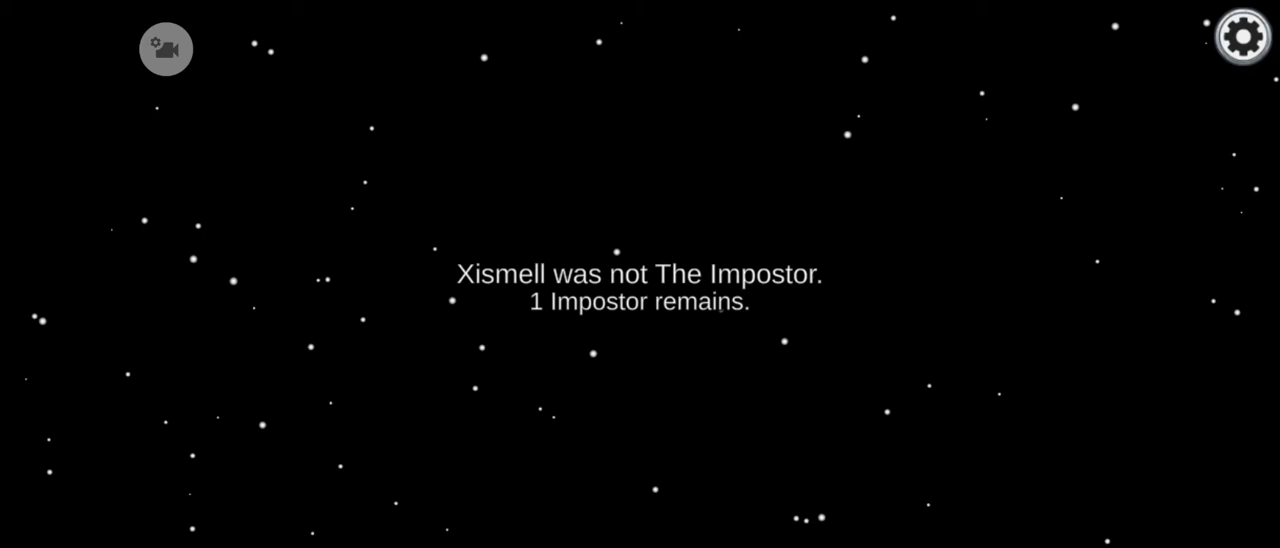 Xismell was not The Impostor.
1 Impostor remains.